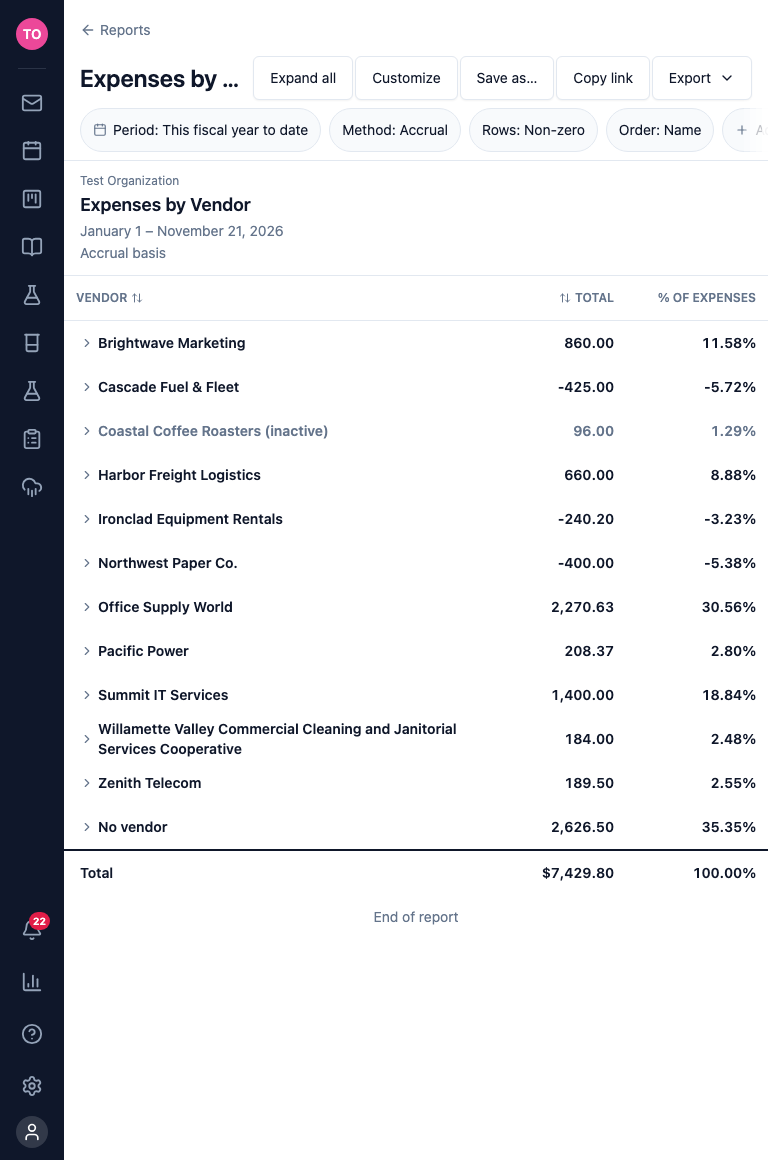 TO
Reports
Expenses by ...
Expand all
Customize
Save as...
Copy link
Export
Period: This fiscal year to date
Method: Accrual
Rows: Non-zero
Order: Name
Test Organization
Expenses by Vendor
January 1 – November 21, 2026
Accrual basis
VENDOR TOTAL % OF EXPENSES
Brightwave Marketing 860.00 11.58%
Cascade Fuel & Fleet -425.00 -5.72%
Coastal Coffee Roasters (inactive) 96.00 1.29%
Harbor Freight Logistics 660.00 8.88%
Ironclad Equipment Rentals -240.20 -3.23%
Northwest Paper Co. -400.00 -5.38%
Office Supply World 2,270.63 30.56%
Pacific Power 208.37 2.80%
Summit IT Services 1,400.00 18.84%
Willamette Valley Commercial Cleaning and Janitorial
Services Cooperative 184.00 2.48%
Zenith Telecom 189.50 2.55%
No vendor 2,626.50 35.35%
Total $7,429.80 100.00%
End of report
22